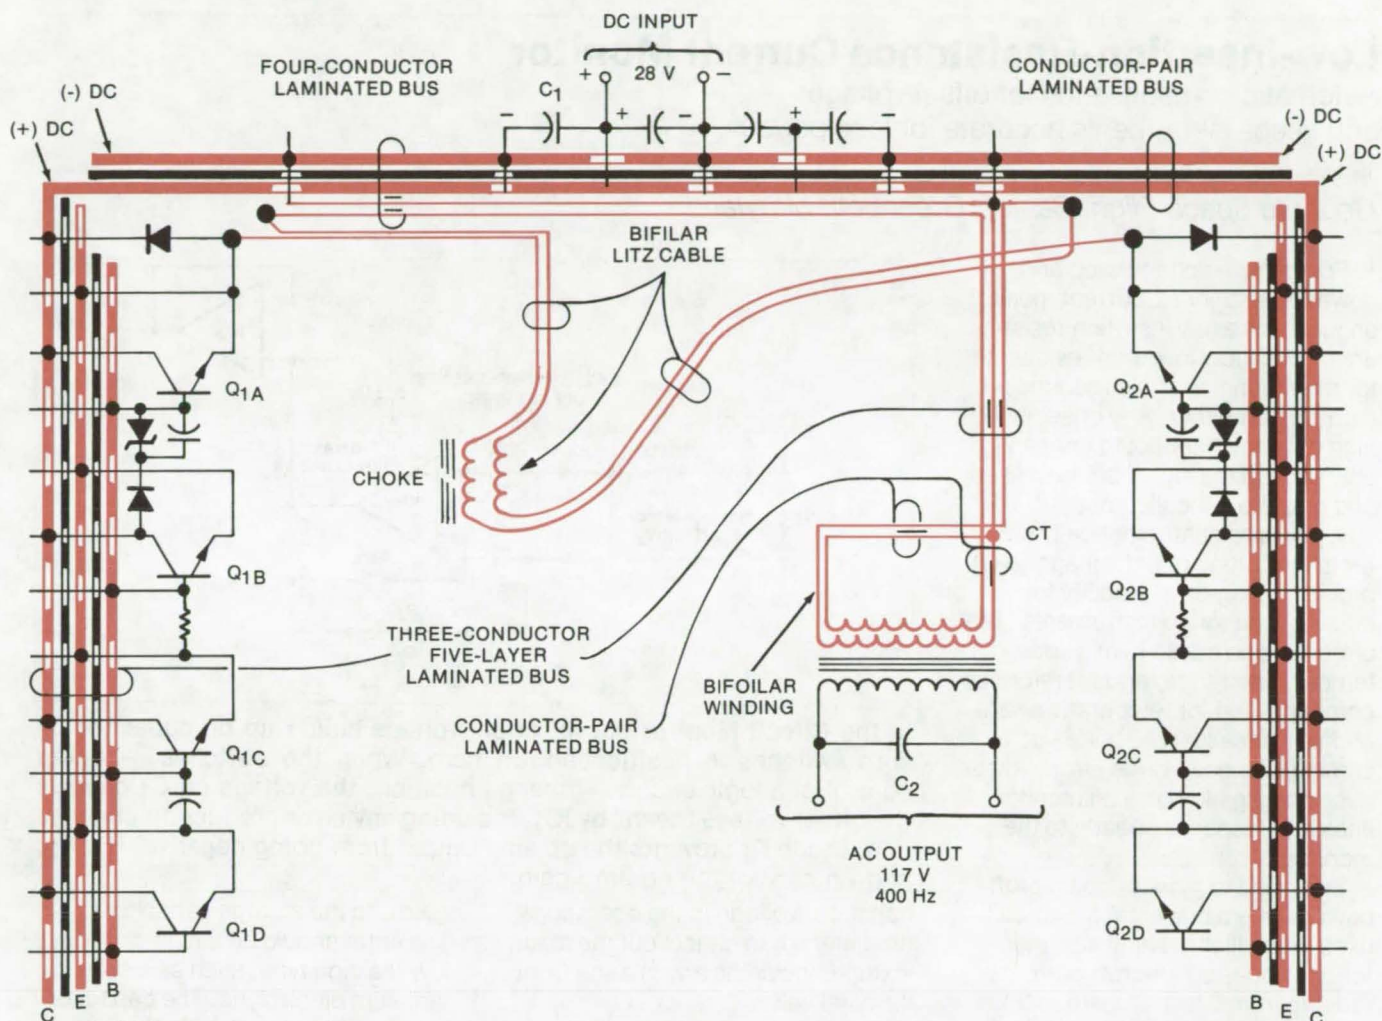 DC INPUT
+ 28 V −
FOUR-CONDUCTOR
LAMINATED BUS
C1
CONDUCTOR-PAIR
LAMINATED BUS
(-) DC
(+) DC
(-) DC
(+) DC
− + − + −
BIFILAR
LITZ CABLE
Q1A
Q2A
CHOKE
CT
Q1B
Q2B
THREE-CONDUCTOR
FIVE-LAYER
LAMINATED BUS
BIFOILAR
WINDING
CONDUCTOR-PAIR
LAMINATED BUS
Q1C
Q2C
C2
AC OUTPUT
117 V
400 Hz
Q1D
Q2D
C E B
B E C